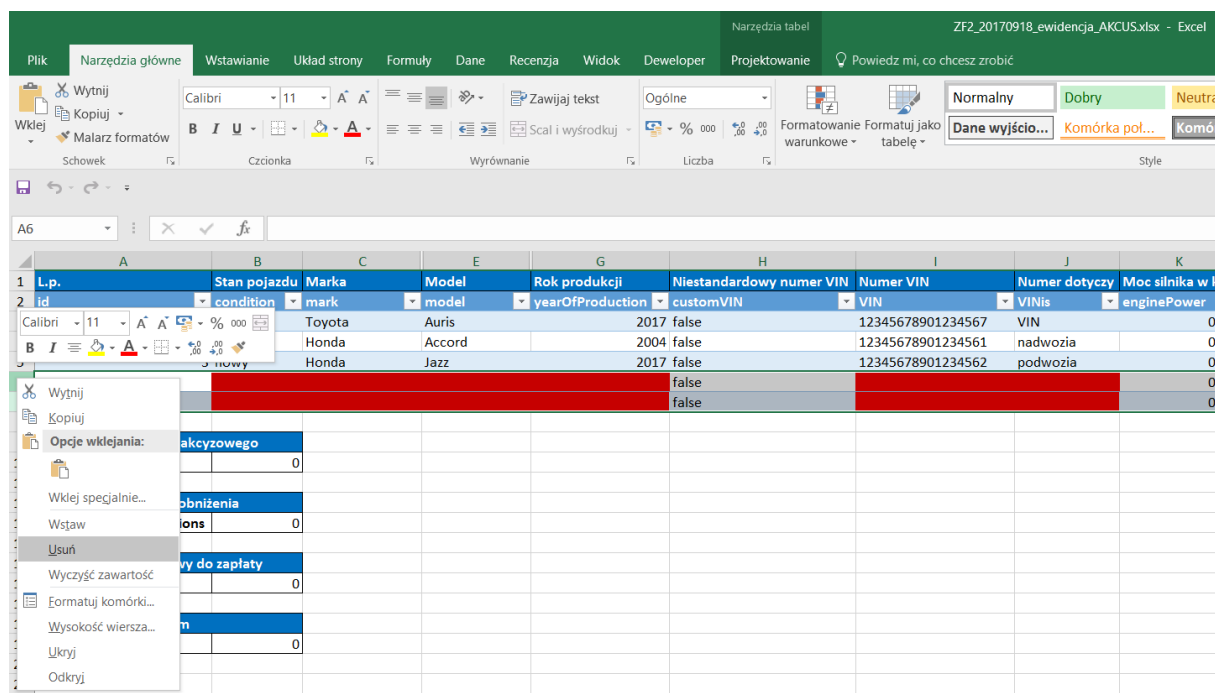 Narzędzia tabel
ZF2_20170918_ewidencja_AKCUS.xlsx - Excel
Plik Narzędzia główne Wstawianie Układ strony Formuły Dane Recenzja Widok Deweloper Projektowanie Powiedz mi, co chcesz zrobić
Wklej
Wytnij
Kopiuj
Malarz formatów
Schowek
Calibri 11
B I U
Czcionka
Zawijaj tekst
Scal i wyśrodkuj
Wyrównanie
Ogólne
% 000
Liczba
Formatowanie warunkowe
Formatuj jako tabelę
Normalny Dobry Neutra
Dane wyjścio... Komórka poł... Komó
Style
A6 fx
A B C E G H I J K
1 L.p. Stan pojazdu Marka Model Rok produkcji Niestandardowy numer VIN Numer VIN Numer dotyczy Moc silnika w k
2 id condition mark model yearOfProduction customVIN VIN VINis enginePower
Calibri 11 % 000
B I
Toyota Auris 2017 false 12345678901234567 VIN 0
Honda Accord 2004 false 12345678901234561 nadwozia 0
nowy Honda Jazz 2017 false 12345678901234562 podwozia 0
false 0
false 0
Wytnij
Kopiuj
Opcje wklejania:
Wklej specjalnie...
Wstaw
Usuń
Wyczyść zawartość
Formatuj komórki...
Wysokość wiersza...
Ukryj
Odkryj
akcyzowego
0
obniżenia
ions 0
wy do zapłaty
0
m
0